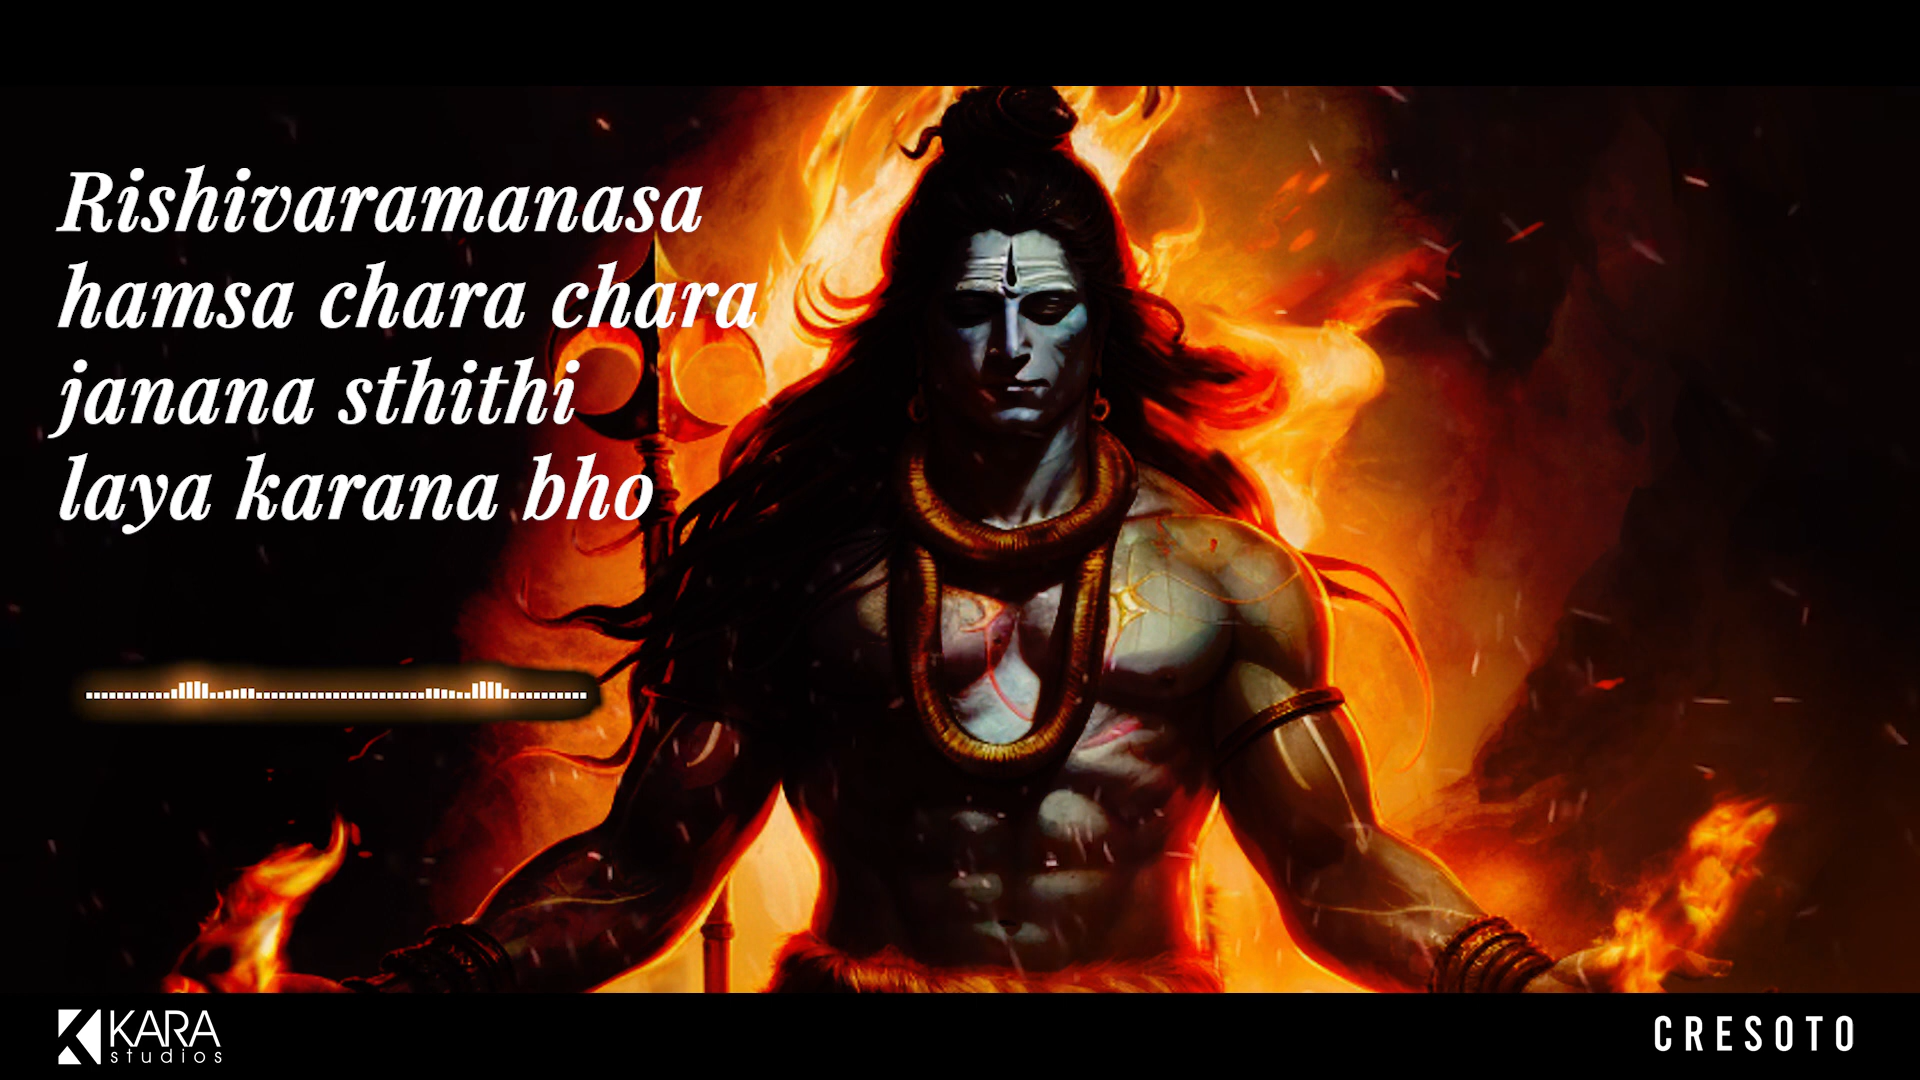 Rishivaramanasa
hamsa chara chara
janana sthithi
laya karana bho
KARA
studios
CRESOTO